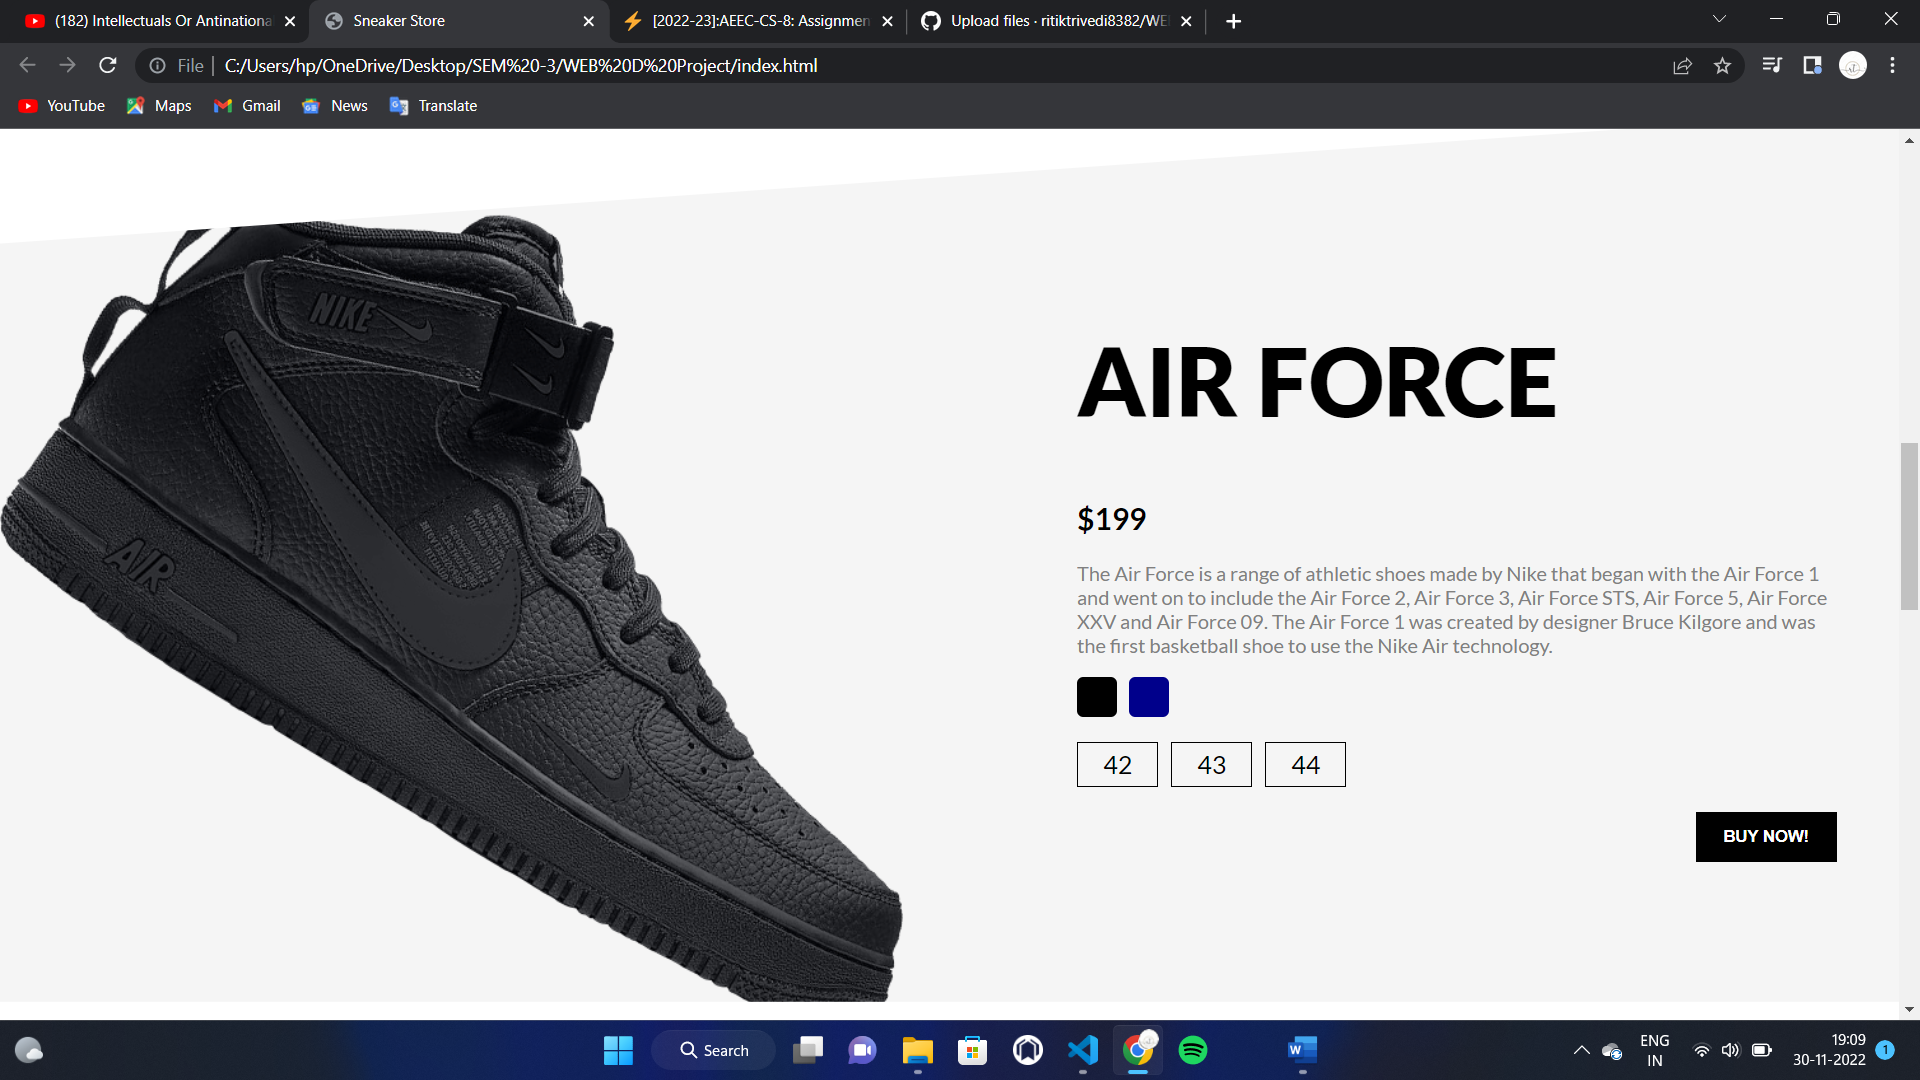 (182) Intellectuals Or Antinationa
Sneaker Store
[2022-23]:AEEC-CS-8: Assignmen
Upload files · ritiktrivedi8382/WE
File
C:/Users/hp/OneDrive/Desktop/SEM%20-3/WEB%20D%20Project/index.html
YouTube
Maps
Gmail
News
Translate
NIKE
AIR
AIR FORCE
$199
The Air Force is a range of athletic shoes made by Nike that began with the Air Force 1
and went on to include the Air Force 2, Air Force 3, Air Force STS, Air Force 5, Air Force
XXV and Air Force 09. The Air Force 1 was created by designer Bruce Kilgore and was
the first basketball shoe to use the Nike Air technology.
42
43
44
BUY NOW!
Search
ENG
IN
19:09
30-11-2022
1